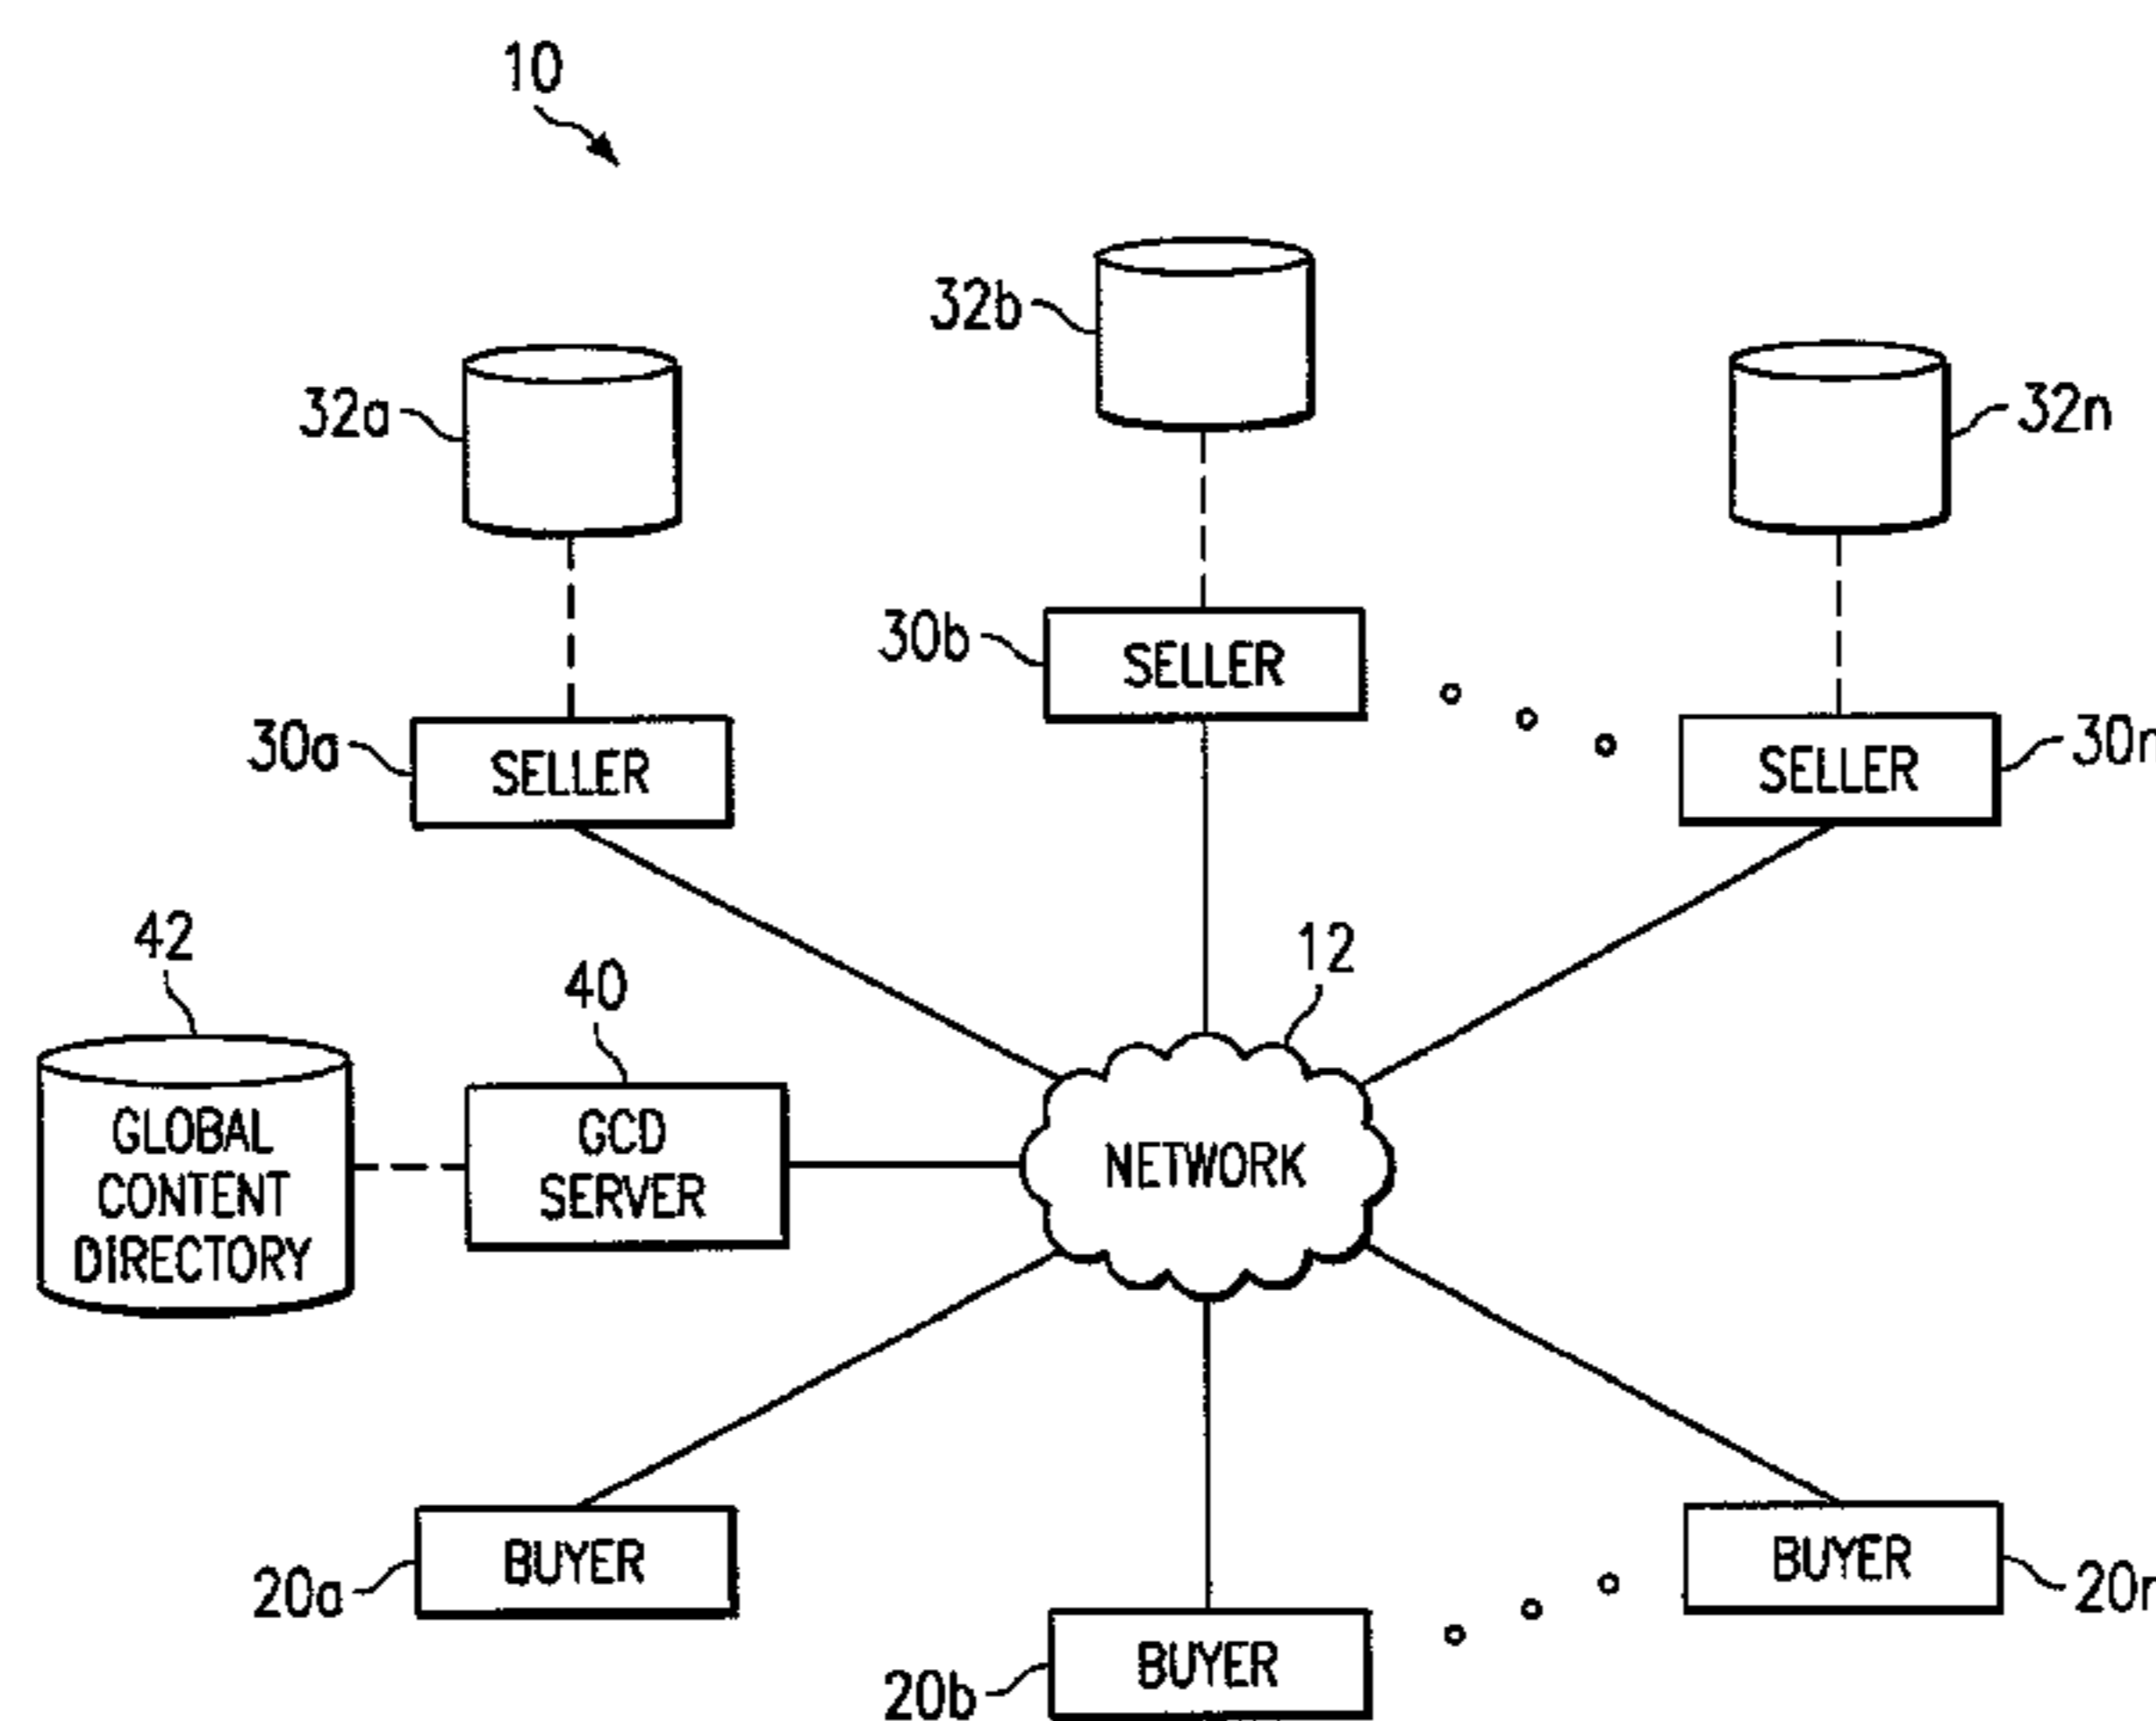 10
32b
32a
32n
30b
SELLER
30a
SELLER
SELLER
30n
42
12
40
GLOBAL
CONTENT
DIRECTORY
GCD
SERVER
NETWORK
BUYER
20a
BUYER
20n
BUYER
20b